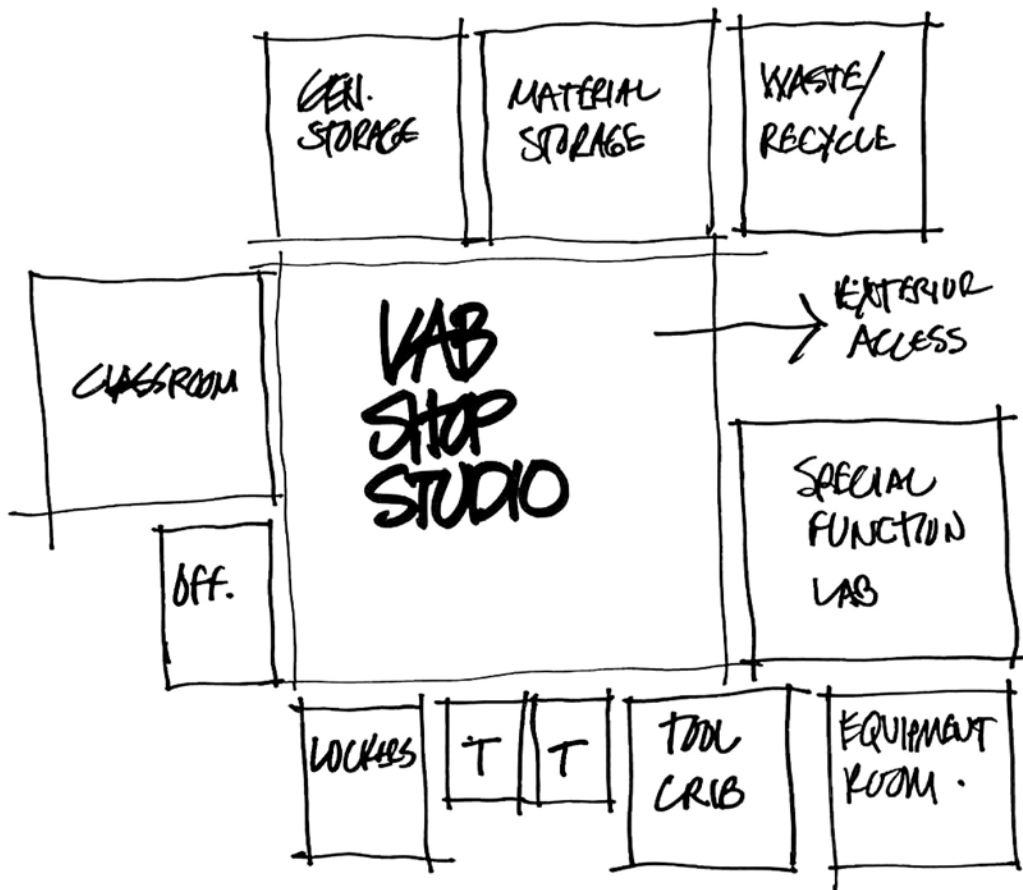 GEN.
STORAGE
MATERIAL
STORAGE
WASTE/
RECYCLE
EXTERIOR
ACCESS
CLASSROOM
LAB
SHOP
STUDIO
SPECIAL
FUNCTION
LAB
OFF.
LOCKERS
T
T
TOOL
CRIB
EQUIPMENT
ROOM.